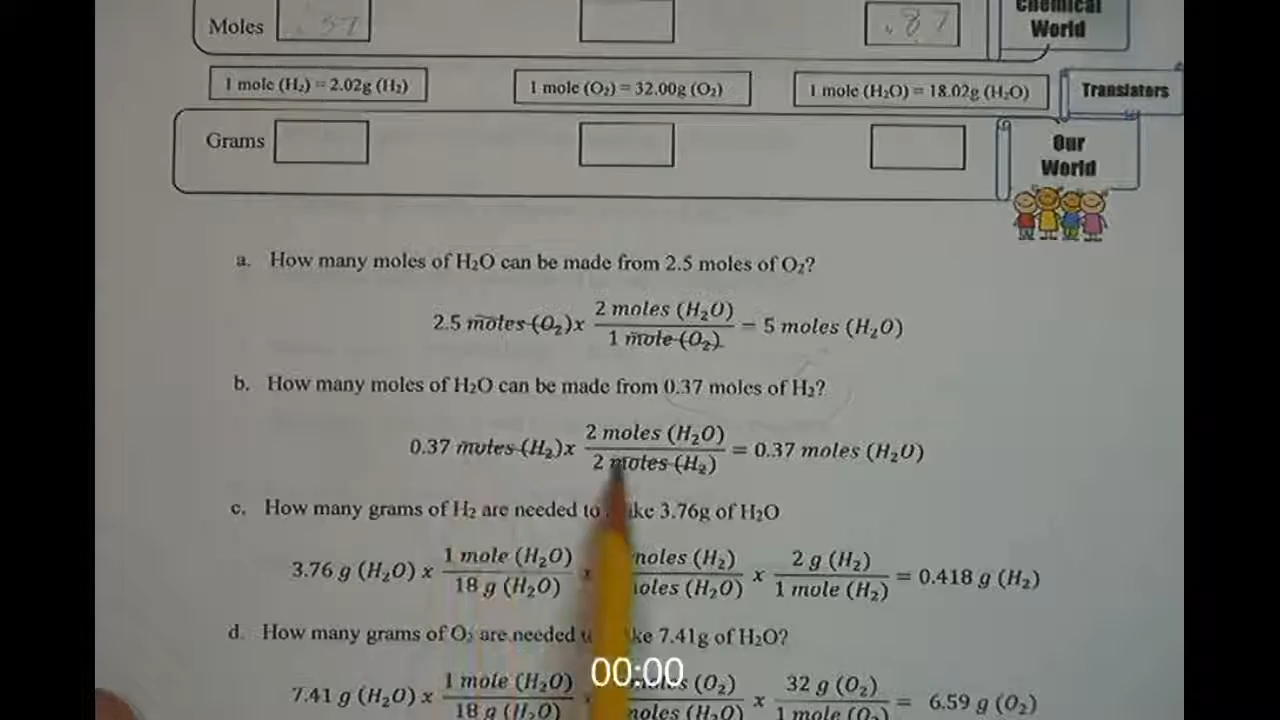 Chemical
World
Moles .37 .87
1 mole (H₂) = 2.02g (H₂) 1 mole (O₂) = 32.00g (O₂) 1 mole (H₂O) = 18.02g (H₂O) Translators
Grams
Our
World
a. How many moles of H₂O can be made from 2.5 moles of O₂?
2.5 moles (O₂)x 2 moles (H₂O) / 1 mole (O₂) = 5 moles (H₂O)
b. How many moles of H₂O can be made from 0.37 moles of H₂?
0.37 moles (H₂)x 2 moles (H₂O) / 2 moles (H₂) = 0.37 moles (H₂O)
c. How many grams of H₂ are needed to ke 3.76g of H₂O
3.76 g (H₂O) x 1 mole (H₂O) / 18 g (H₂O) x moles (H₂) / moles (H₂O) x 2 g (H₂) / 1 mole (H₂) = 0.418 g (H₂)
d. How many grams of O₂ are needed ke 7.41g of H₂O?
7.41 g (H₂O) x 1 mole (H₂O) / 18 g (H₂O) moles (O₂) / moles (H₂O) x 32 g (O₂) / 1 mole (O₂) = 6.59 g (O₂)
00:00